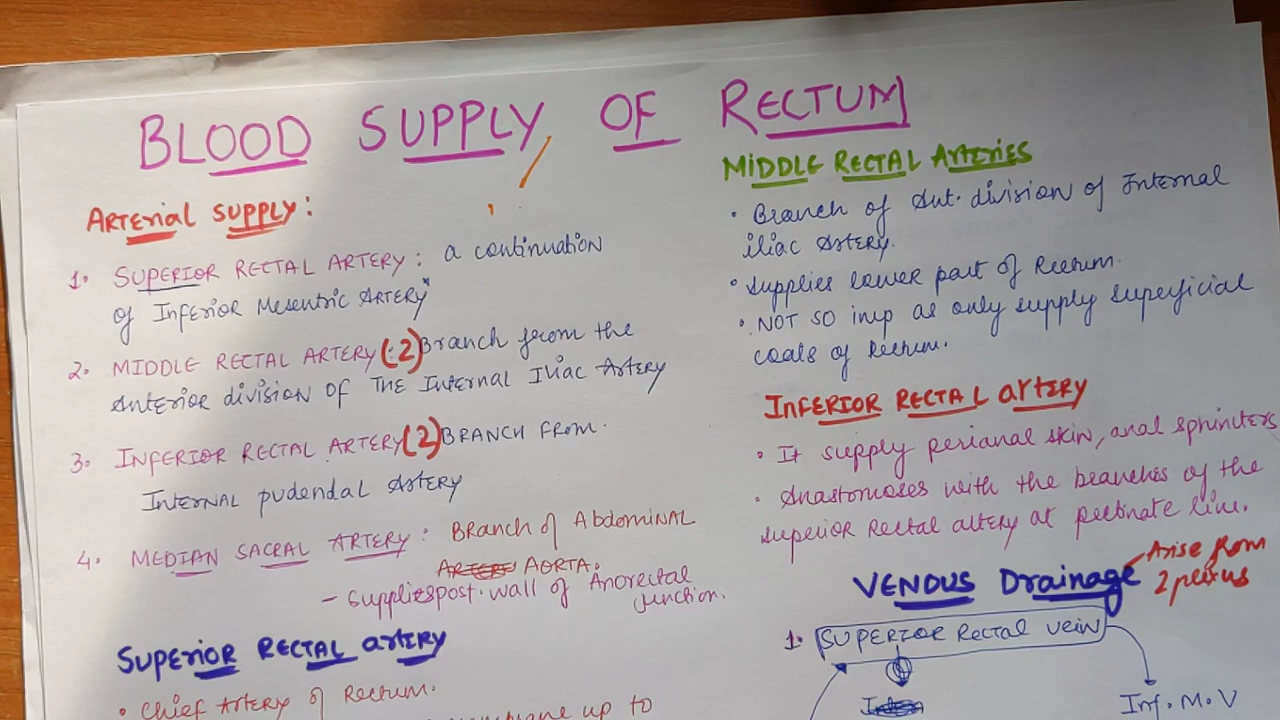 BLOOD SUPPLY OF RECTUM
ARTERIAL SUPPLY:
1. SUPERIOR RECTAL ARTERY: a continuation
of Inferior Mesentric ARTERY
2. MIDDLE RECTAL ARTERY (2) Branch from the
Anterior division of THE Internal Iliac Artery
3. INFERIOR RECTAL ARTERY (2) BRANCH FROM.
INTERNAL pudendal Artery
4. MEDIAN SACRAL ARTERY: Branch of Abdominal
AORTA.
- Supplies post. wall of Anorectal
junction.
SUPERIOR RECTAL artERY
• Chief Artery of Rectum.
up to
MIDDLE RECTAL ArtERIES
• Branch of Ant. division of Internal
iliac Artery.
• Supplies lower part of Rectum.
• NOT SO imp as only supply superficial
coats of Rectum.
INFERIOR RECTAL artERY
• It supply perianal skin, anal sphincters
• Anastomoses with the branches of the
superior Rectal artery at pectinate line.
VENOUS Drainage
Arise from
2 plexus
1. SUPERIOR Rectal vein
Inf. M. V